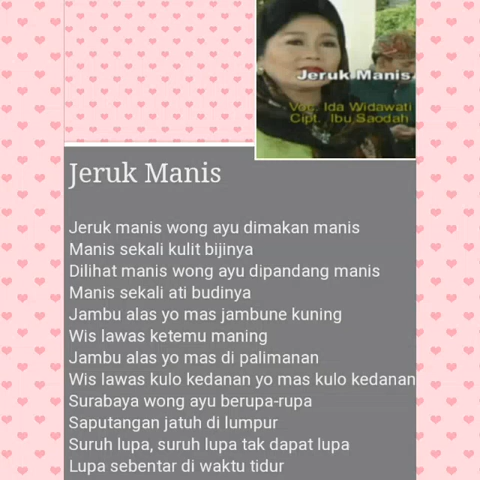 Jeruk Manis
Voc. Ida Widawati
Cipt. Ibu Saodah
Jeruk Manis
Jeruk manis wong ayu dimakan manis
Manis sekali kulit bijinya
Dilihat manis wong ayu dipandang manis
Manis sekali ati budinya
Jambu alas yo mas jambune kuning
Wis lawas ketemu maning
Jambu alas yo mas di palimanan
Wis lawas kulo kedanan yo mas kulo kedanan
Surabaya wong ayu berupa-rupa
Saputangan jatuh di lumpur
Suruh lupa, suruh lupa tak dapat lupa
Lupa sebentar di waktu tidur